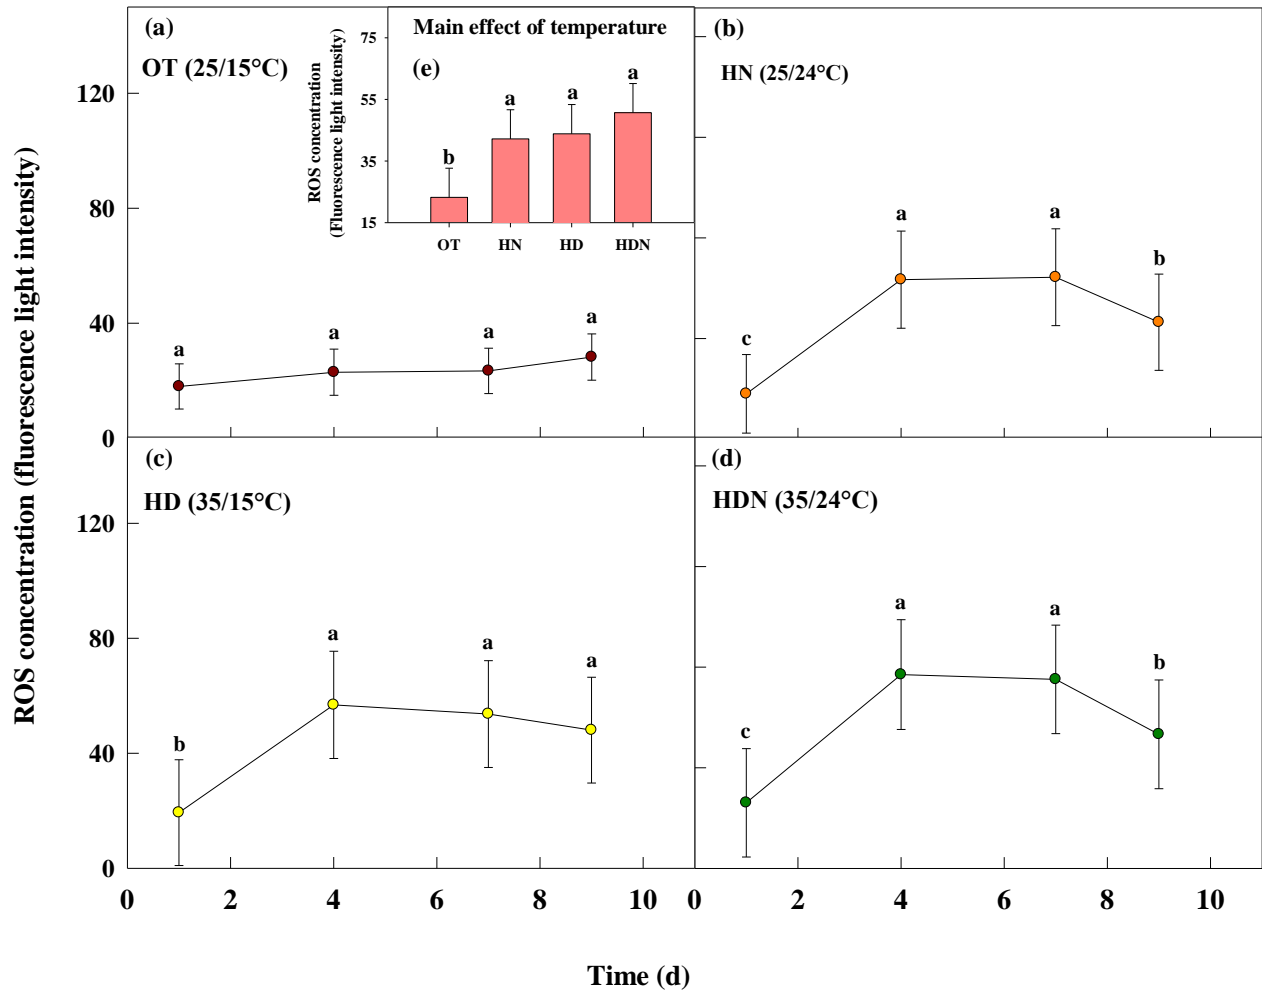 (a)
OT (25/15°C)
Main effect of temperature
(e)
ROS concentration
(Fluorescence light intensity)
75
55
35
15
b
a
a
a
OT HN HD HDN
120
80
40
0
a
a
a
a
(b)
HN (25/24°C)
c
a
a
b
ROS concentration (fluorescence light intensity)
(c)
HD (35/15°C)
120
80
40
0
b
a
a
a
(d)
HDN (35/24°C)
c
a
a
b
0 2 4 6 8 10 0 2 4 6 8 10
Time (d)